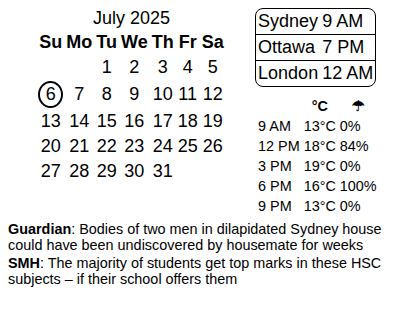 July 2025
Su Mo Tu We Th Fr Sa
1 2 3 4 5
6 7 8 9 10 11 12
13 14 15 16 17 18 19
20 21 22 23 24 25 26
27 28 29 30 31
Sydney 9 AM
Ottawa 7 PM
London 12 AM
°C ☂
9 AM 13°C 0%
12 PM 18°C 84%
3 PM 19°C 0%
6 PM 16°C 100%
9 PM 13°C 0%
Guardian: Bodies of two men in dilapidated Sydney house
could have been undiscovered by housemate for weeks
SMH: The majority of students get top marks in these HSC
subjects – if their school offers them